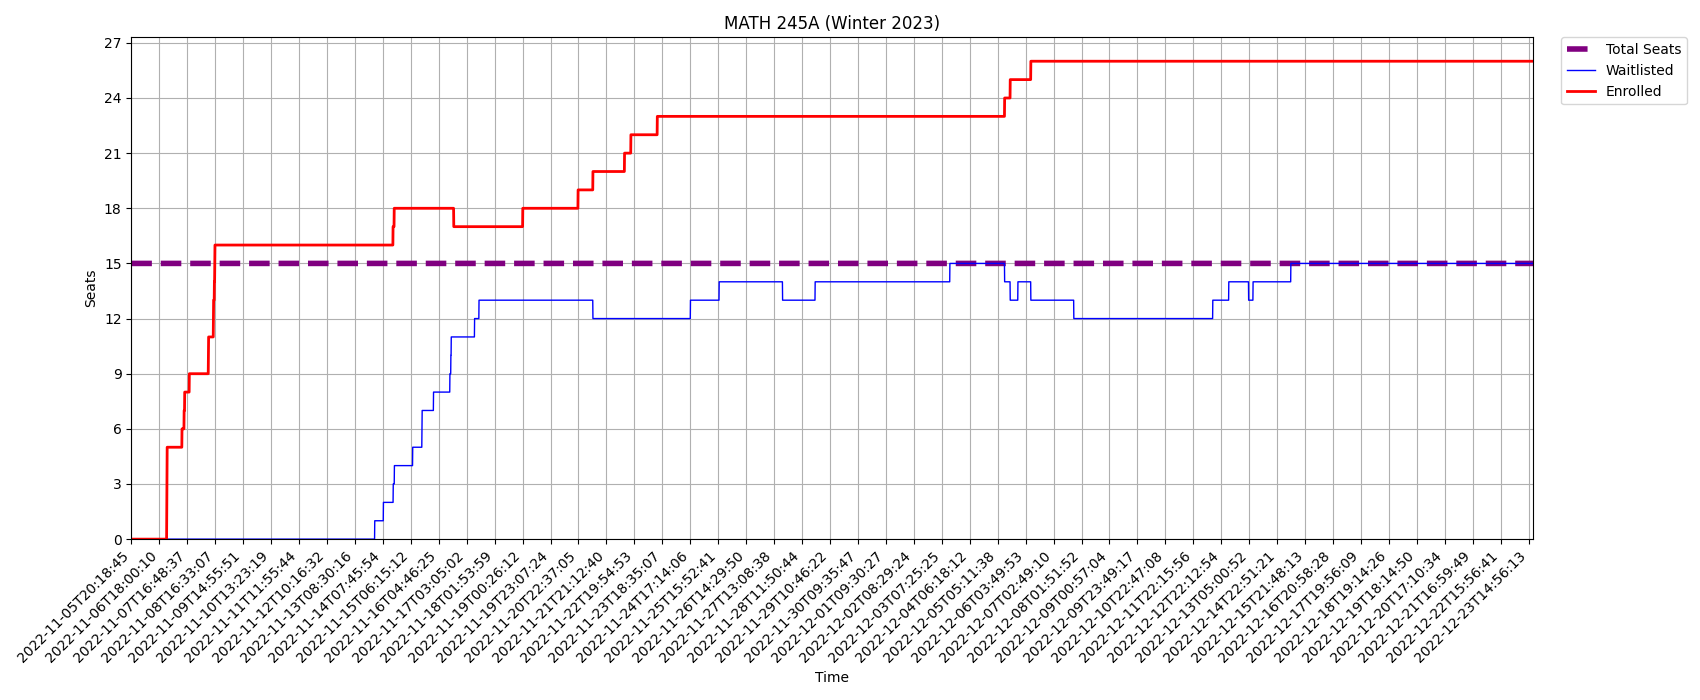 MATH 245A (Winter 2023)
Total Seats
Waitlisted
Enrolled
Seats
27
24
21
18
15
12
9
6
3
0
2022-11-05T20:18:45
2022-11-06T18:00:10
2022-11-07T16:48:37
2022-11-08T16:33:07
2022-11-09T14:55:51
2022-11-10T13:23:19
2022-11-11T11:55:44
2022-11-12T10:16:32
2022-11-13T08:30:16
2022-11-14T07:45:54
2022-11-15T06:15:12
2022-11-16T04:46:25
2022-11-17T03:05:02
2022-11-18T01:53:59
2022-11-19T00:26:12
2022-11-19T23:07:24
2022-11-20T22:37:05
2022-11-21T21:12:40
2022-11-22T19:54:53
2022-11-23T18:35:07
2022-11-24T17:14:06
2022-11-25T15:52:41
2022-11-26T14:29:50
2022-11-27T13:08:38
2022-11-28T11:50:44
2022-11-29T10:46:22
2022-11-30T09:35:47
2022-12-01T09:30:27
2022-12-02T08:29:24
2022-12-03T07:25:25
2022-12-04T06:18:12
2022-12-05T05:11:38
2022-12-06T03:49:53
2022-12-07T02:49:10
2022-12-08T01:51:52
2022-12-09T00:57:04
2022-12-09T23:49:17
2022-12-10T22:47:08
2022-12-11T22:15:56
2022-12-12T22:12:54
2022-12-13T15:00:52
2022-12-14T22:51:21
2022-12-15T21:48:13
2022-12-16T20:58:28
2022-12-17T19:56:09
2022-12-18T19:14:26
2022-12-19T18:14:50
2022-12-20T17:10:34
2022-12-21T16:59:49
2022-12-22T15:56:41
2022-12-23T14:56:13
Time